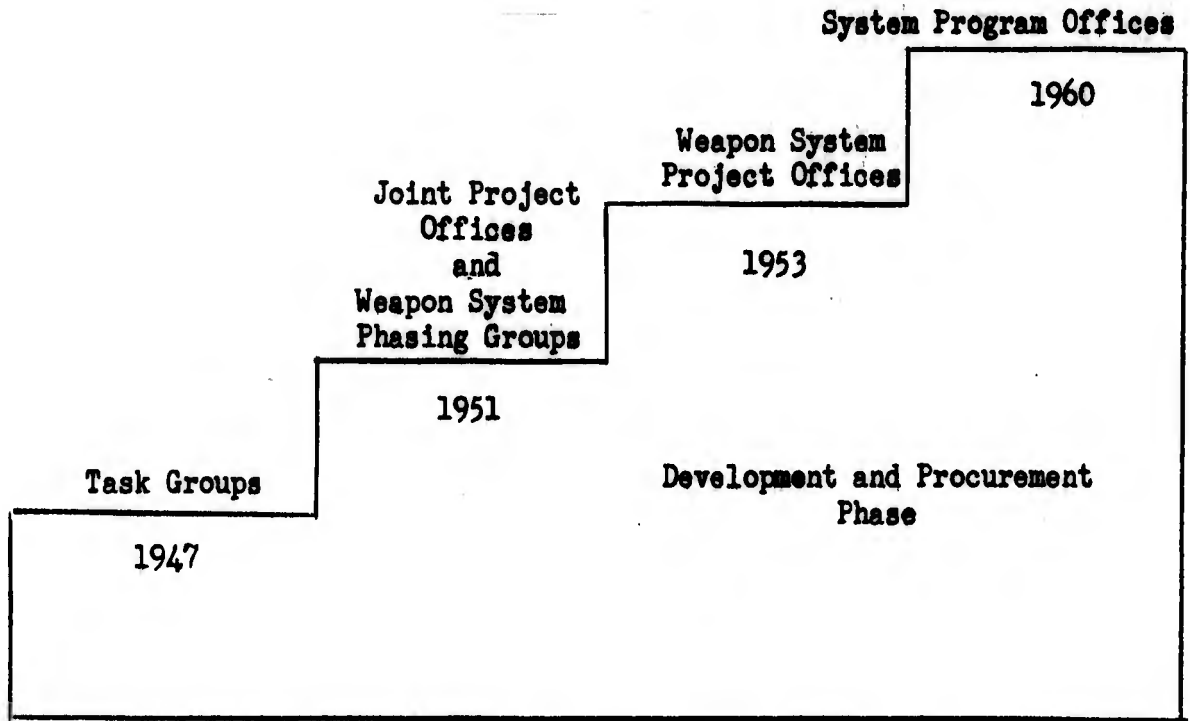 System Program Offices
1960
Weapon System
Project Offices
1953
Joint Project
Offices
and
Weapon System
Phasing Groups
1951
Task Groups
1947
Development and Procurement
Phase